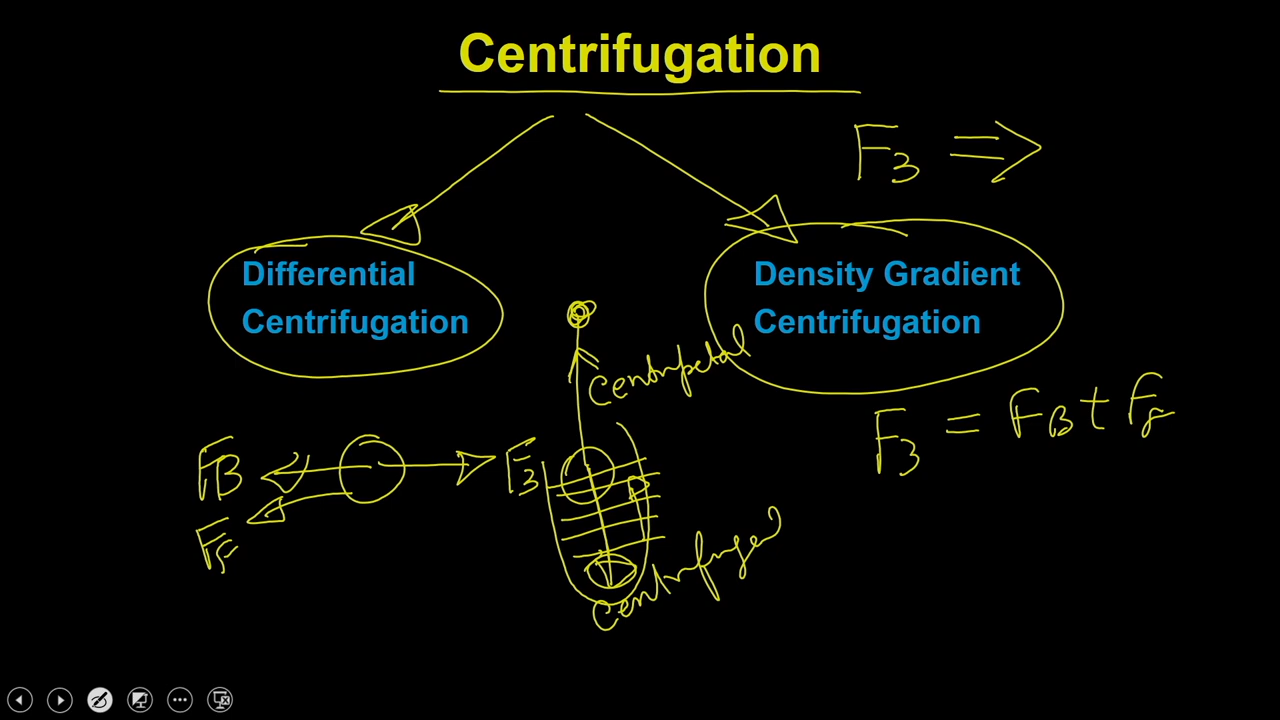 Centrifugation
F3 ⇒
Differential
Centrifugation
Density Gradient
Centrifugation
Centripetal
F3 = FB + FF
FB
F3
FF
Centrifugal